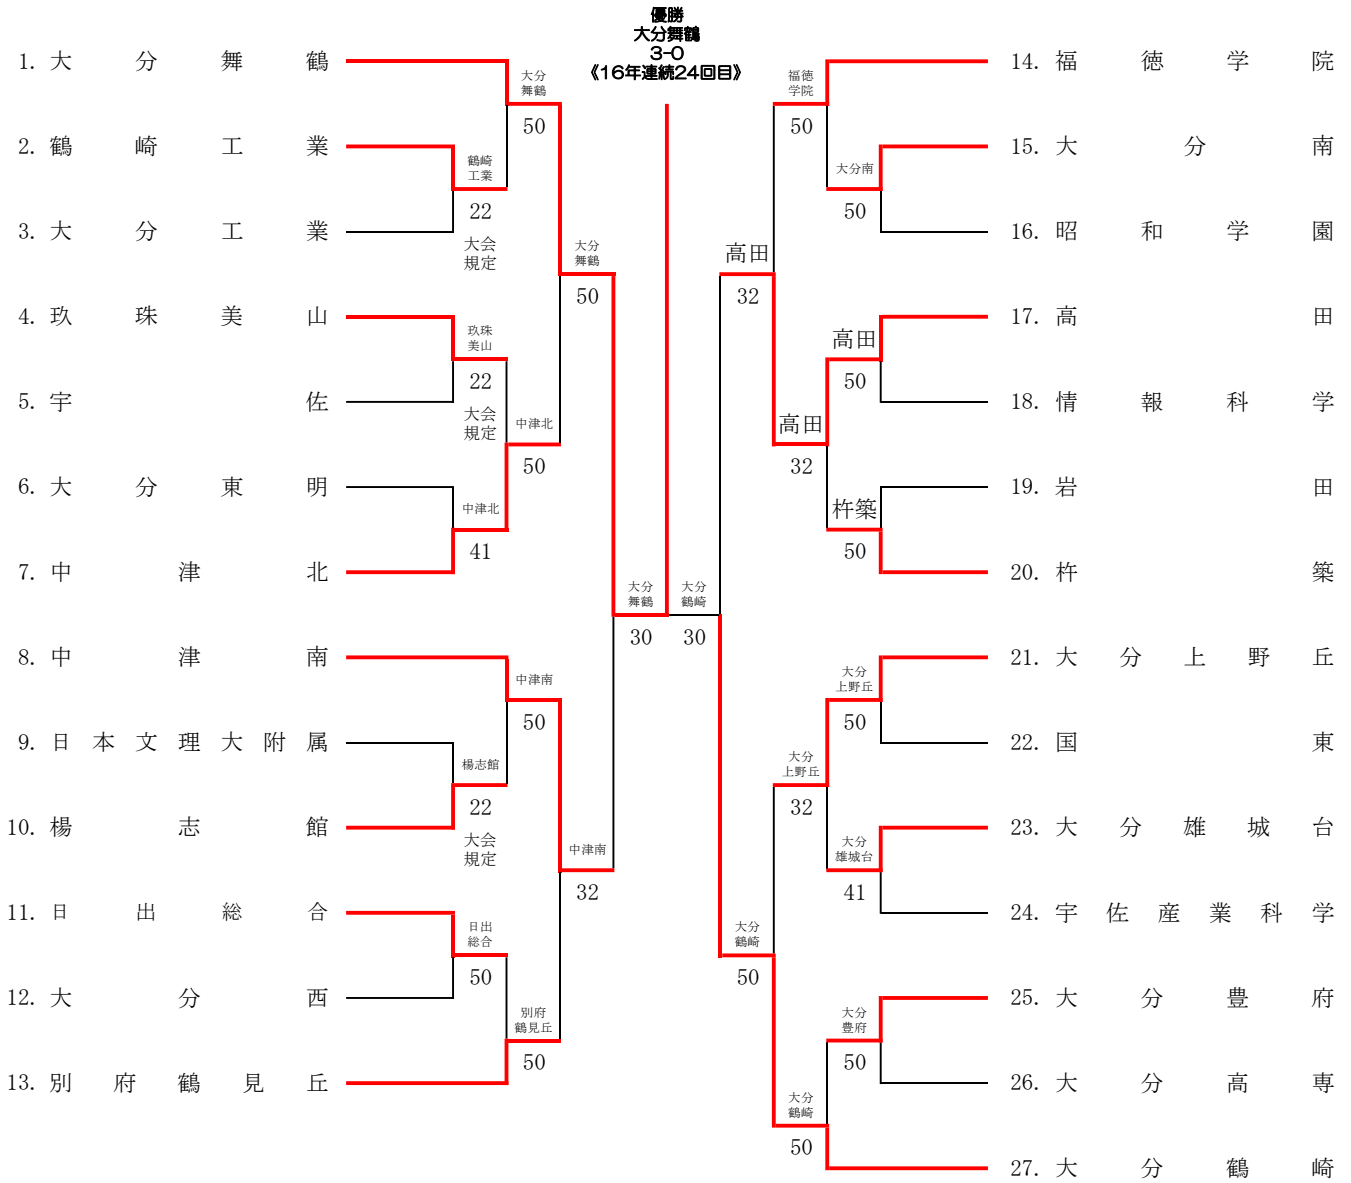 優勝
大分舞鶴
3-0
《16年連続24回目》
1. 大分舞鶴
2. 鶴崎工業
3. 大分工業
4. 玖珠美山
5. 宇佐
6. 大分東明
7. 中津北
8. 中津南
9. 日本文理大附属
10. 楊志館
11. 日出総合
12. 大分西
13. 別府鶴見丘
鶴崎
工業
22
大会
規定
玖珠
美山
22
大会
規定
中津北
41
楊志館
22
大会
規定
日出
総合
50
大分
舞鶴
50
中津北
50
中津南
50
別府
鶴見丘
50
大分
舞鶴
50
中津南
32
大分
舞鶴
30
大分
鶴崎
30
高田
32
大分
鶴崎
50
福徳
学院
50
高田
32
大分
上野丘
32
大分
鶴崎
50
大分南
50
高田
50
杵築
50
大分
上野丘
50
大分
雄城台
41
大分
豊府
50
14. 福徳学院
15. 大分南
16. 昭和学園
17. 高田
18. 情報科学
19. 岩田
20. 杵築
21. 大分上野丘
22. 国東
23. 大分雄城台
24. 宇佐産業科学
25. 大分豊府
26. 大分高専
27. 大分鶴崎